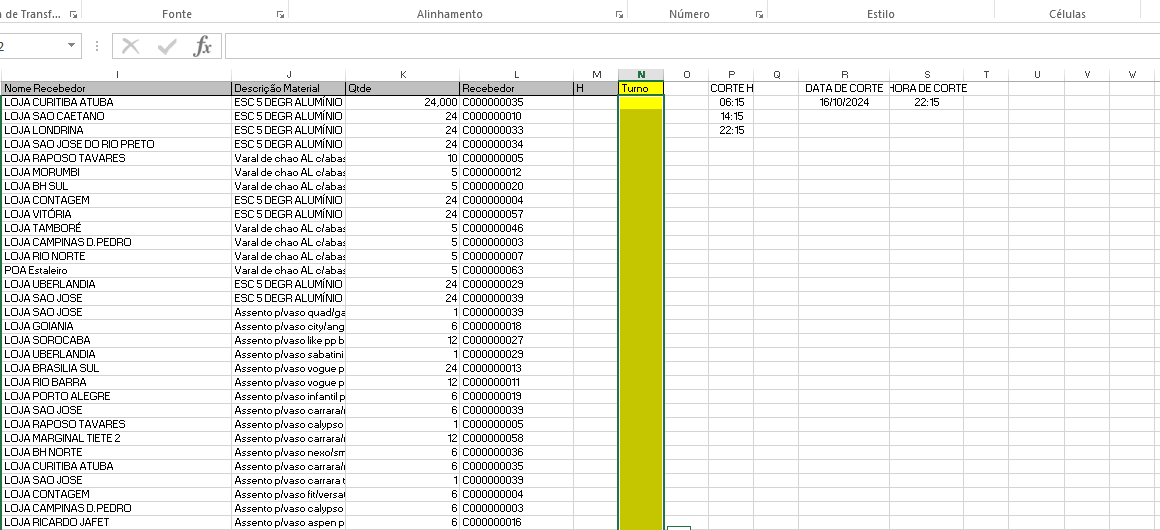 de Transf...
Fonte
Alinhamento
Número
Estilo
Células
2
fx
I J K L M N O P Q R S T U V W
Nome Recebedor Descrição Material Qtde Recebedor H Turno CORTE H DATA DE CORTE HORA DE CORTE
LOJA CURITIBA ATUBA ESC 5 DEGR ALUMÍNIO 24,000 C000000035 06:15 16/10/2024 22:15
LOJA SAO CAETANO ESC 5 DEGR ALUMÍNIO 24 C000000010 14:15
LOJA LONDRINA ESC 5 DEGR ALUMÍNIO 24 C000000033 22:15
LOJA SAO JOSE DO RIO PRETO ESC 5 DEGR ALUMÍNIO 24 C000000034
LOJA RAPOSO TAVARES Varal de chao AL c/abas 10 C000000005
LOJA MORUMBI Varal de chao AL c/abas 5 C000000012
LOJA BH SUL Varal de chao AL c/abas 5 C000000020
LOJA CONTAGEM ESC 5 DEGR ALUMÍNIO 24 C000000004
LOJA VITÓRIA ESC 5 DEGR ALUMÍNIO 24 C000000057
LOJA TAMBORÉ Varal de chao AL c/abas 5 C000000046
LOJA CAMPINAS D.PEDRO Varal de chao AL c/abas 5 C000000003
LOJA RIO NORTE Varal de chao AL c/abas 5 C000000007
POA Estaleiro Varal de chao AL c/abas 5 C000000063
LOJA UBERLANDIA ESC 5 DEGR ALUMÍNIO 24 C000000029
LOJA SAO JOSE ESC 5 DEGR ALUMÍNIO 24 C000000039
LOJA SAO JOSE Assento p/vaso quad/ga 1 C000000039
LOJA GOIANIA Assento p/vaso city/ang 6 C000000018
LOJA SOROCABA Assento p/vaso like pp b 12 C000000027
LOJA UBERLANDIA Assento p/vaso sabatini 1 C000000029
LOJA BRASILIA SUL Assento p/vaso vogue p 24 C000000013
LOJA RIO BARRA Assento p/vaso vogue p 12 C000000011
LOJA PORTO ALEGRE Assento p/vaso infantil p 6 C000000019
LOJA SAO JOSE Assento p/vaso carrara/r 6 C000000039
LOJA RAPOSO TAVARES Assento p/vaso calypso 1 C000000005
LOJA MARGINAL TIETE 2 Assento p/vaso carrara/r 12 C000000058
LOJA BH NORTE Assento p/vaso nexo/sm 6 C000000036
LOJA CURITIBA ATUBA Assento p/vaso carrara/r 6 C000000035
LOJA SAO JOSE Assento p/vaso carrara t 1 C000000039
LOJA CONTAGEM Assento p/vaso fit/versat 6 C000000004
LOJA CAMPINAS D.PEDRO Assento p/vaso calypso 6 C000000003
LOJA RICARDO JAFET Assento p/vaso aspen p 6 C000000016